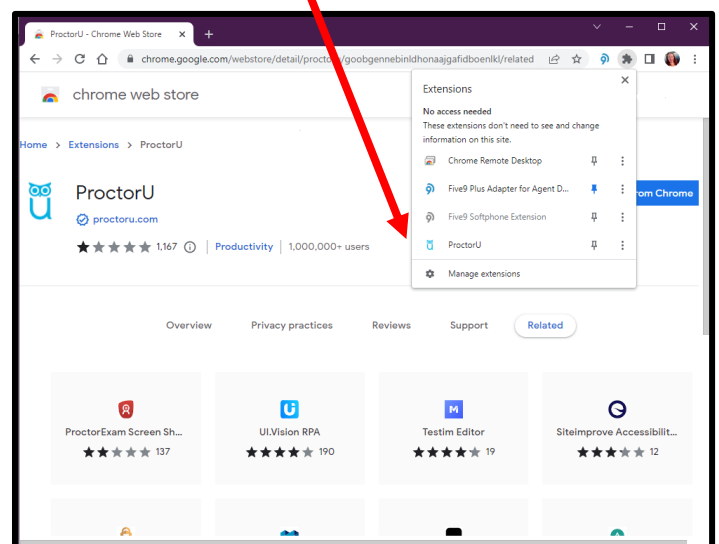 ProctorU - Chrome Web Store
chrome.google.com/webstore/detail/proctoru/goobgennebinldhonaajgafidboenlkl/related
chrome web store
Home > Extensions > ProctorU
ProctorU
proctoru.com
1,167 | Productivity | 1,000,000+ users
om Chrome
Extensions
No access needed
These extensions don't need to see and change
information on this site.
Chrome Remote Desktop
Five9 Plus Adapter for Agent D...
Five9 Softphone Extension
ProctorU
Manage extensions
Overview Privacy practices Reviews Support Related
ProctorExam Screen Sh...
137
UI.Vision RPA
190
Testim Editor
19
Siteimprove Accessibilit...
12